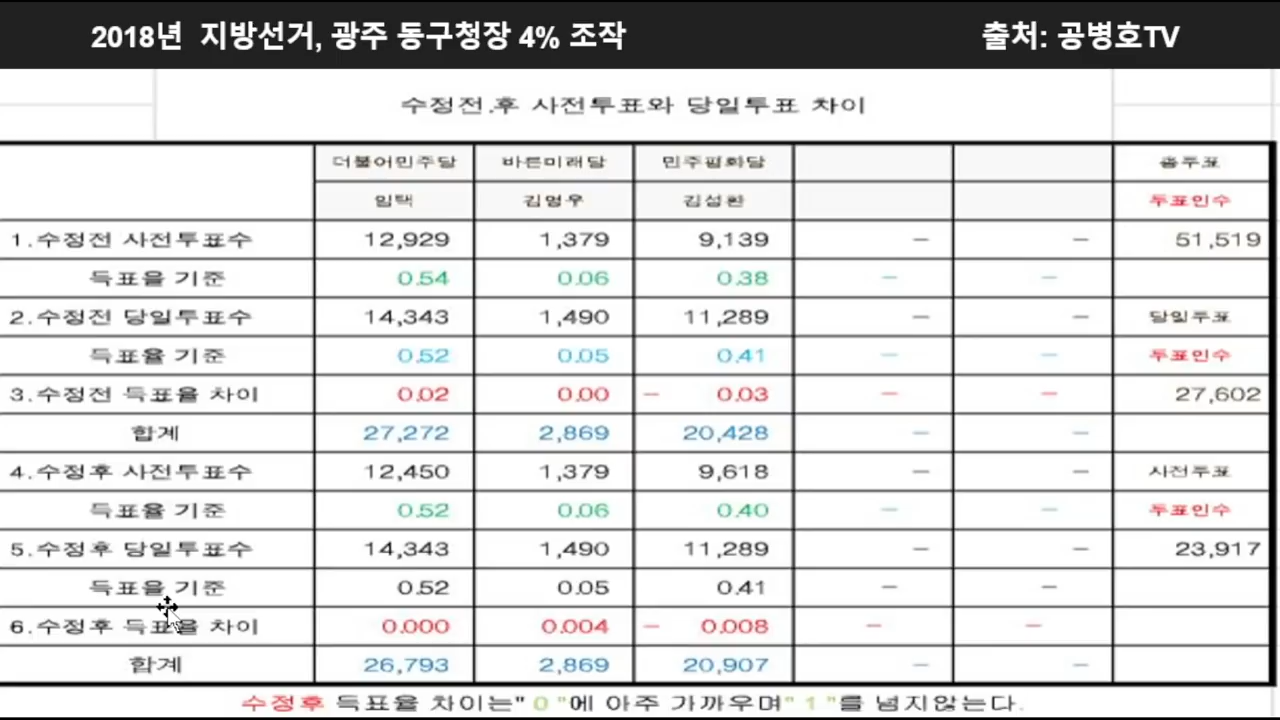 2018년 지방선거, 광주 동구청장 4% 조작 출처: 공병호TV
수정전.후 사전투표와 당일투표 차이
더불어민주당 바른미래당 민주평화당 총투표
임택 김영우 김성환 투표인수
1.수정전 사전투표수 12,929 1,379 9,139 – – 51,519
득표율 기준 0.54 0.06 0.38 – –
2.수정전 당일투표수 14,343 1,490 11,289 – – 당일투표
득표율 기준 0.52 0.05 0.41 – – 투표인수
3.수정전 득표율 차이 0.02 0.00 – 0.03 – – 27,602
합계 27,272 2,869 20,428 – –
4.수정후 사전투표수 12,450 1,379 9,618 – – 사전투표
득표율 기준 0.52 0.06 0.40 – – 투표인수
5.수정후 당일투표수 14,343 1,490 11,289 – – 23,917
득표율 기준 0.52 0.05 0.41 – –
6.수정후 득표율 차이 0.000 0.004 – 0.008 – –
합계 26,793 2,869 20,907 – –
수정후 득표율 차이는" 0 "에 아주 가까우며" 1 "를 넘지않는다.